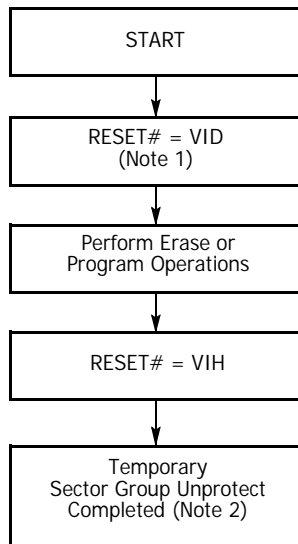 START
RESET# = VID
(Note 1)
Perform Erase or
Program Operations
RESET# = VIH
Temporary
Sector Group Unprotect
Completed (Note 2)